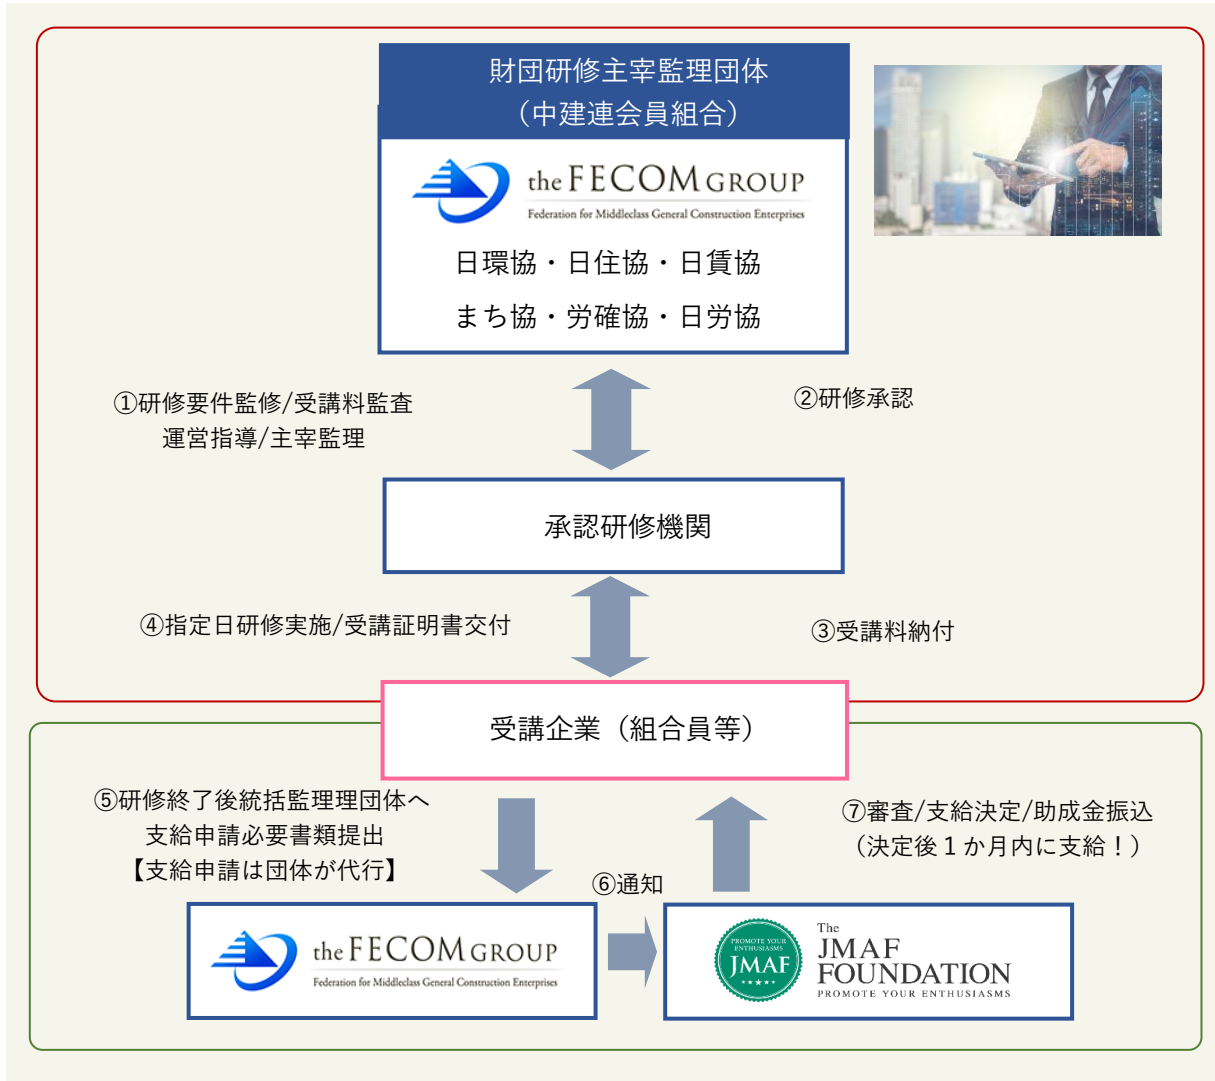 財団研修主宰監理団体
（中建連会員組合）
the FECOM GROUP
Federation for Middleclass General Construction Enterprises
日環協・日住協・日賃協
まち協・労確協・日労協
①研修要件監修/受講料監査
運営指導/主宰監理
②研修承認
承認研修機関
④指定日研修実施/受講証明書交付
③受講料納付
受講企業（組合員等）
⑤研修終了後統括監理理団体へ
支給申請必要書類提出
【支給申請は団体が代行】
⑦審査/支給決定/助成金振込
（決定後１か月内に支給！）
⑥通知
the FECOM GROUP
Federation for Middleclass General Construction Enterprises
PROMOTE YOUR
ENTHUSIASMS
JMAF
The
JMAF
FOUNDATION
PROMOTE YOUR ENTHUSIASMS